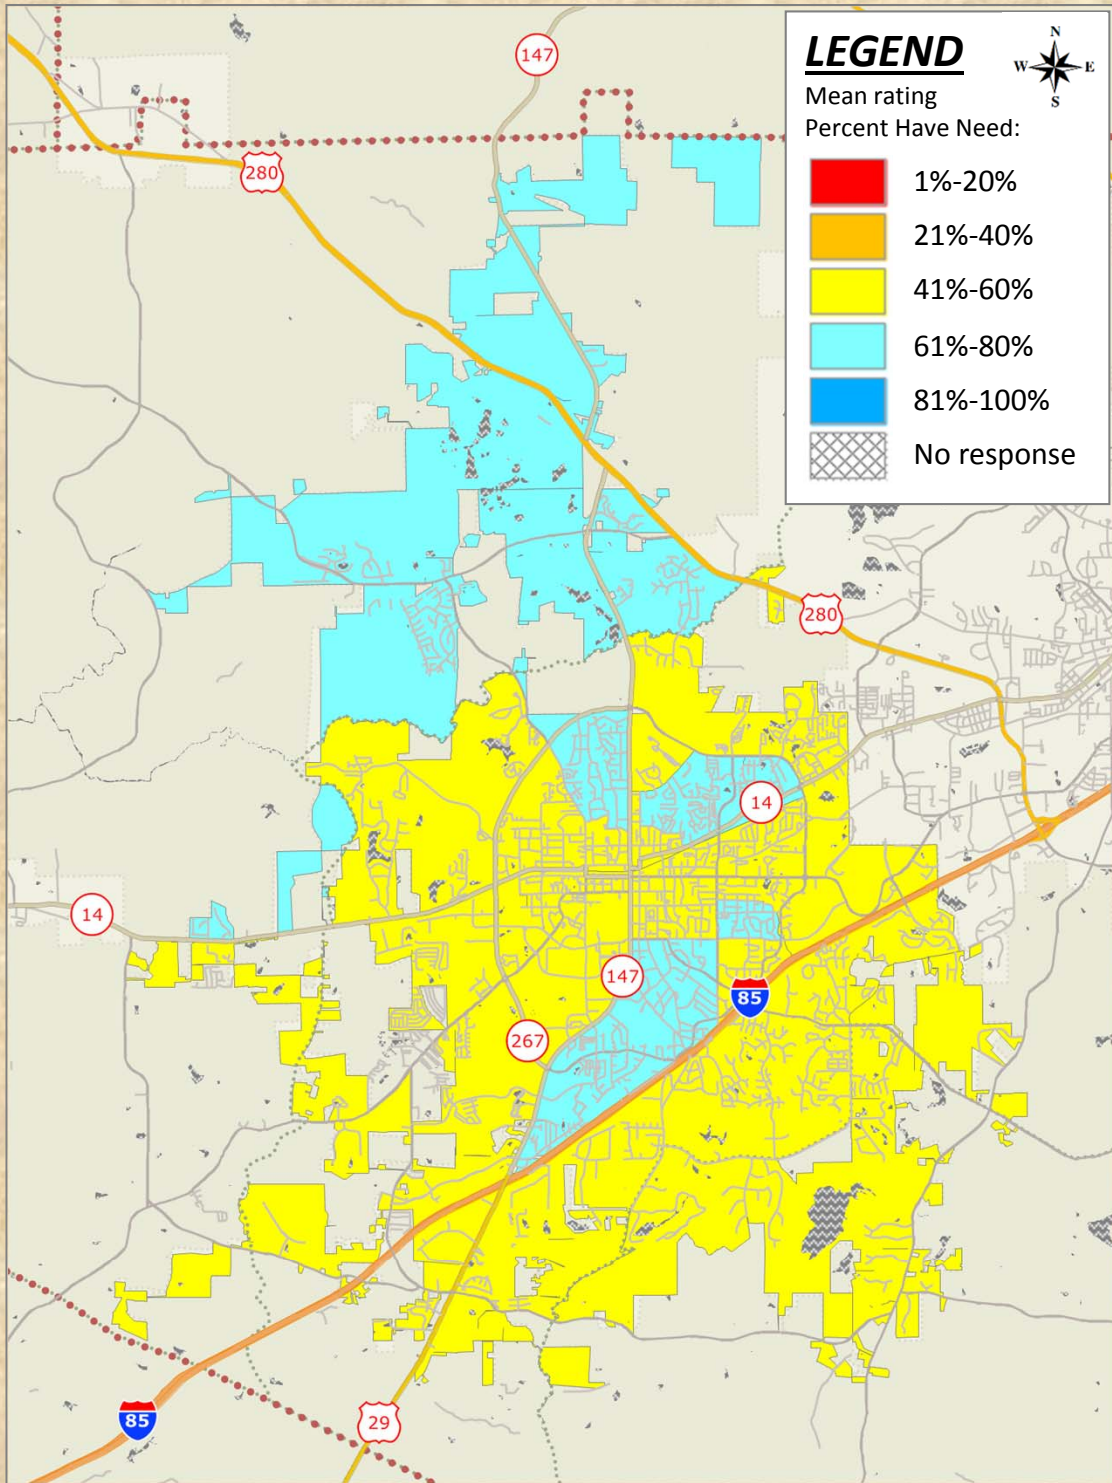 LEGEND
N
W E
S
Mean rating
Percent Have Need:
1%-20%
21%-40%
41%-60%
61%-80%
81%-100%
No response
147
280
280
14
14
147
85
267
85
29